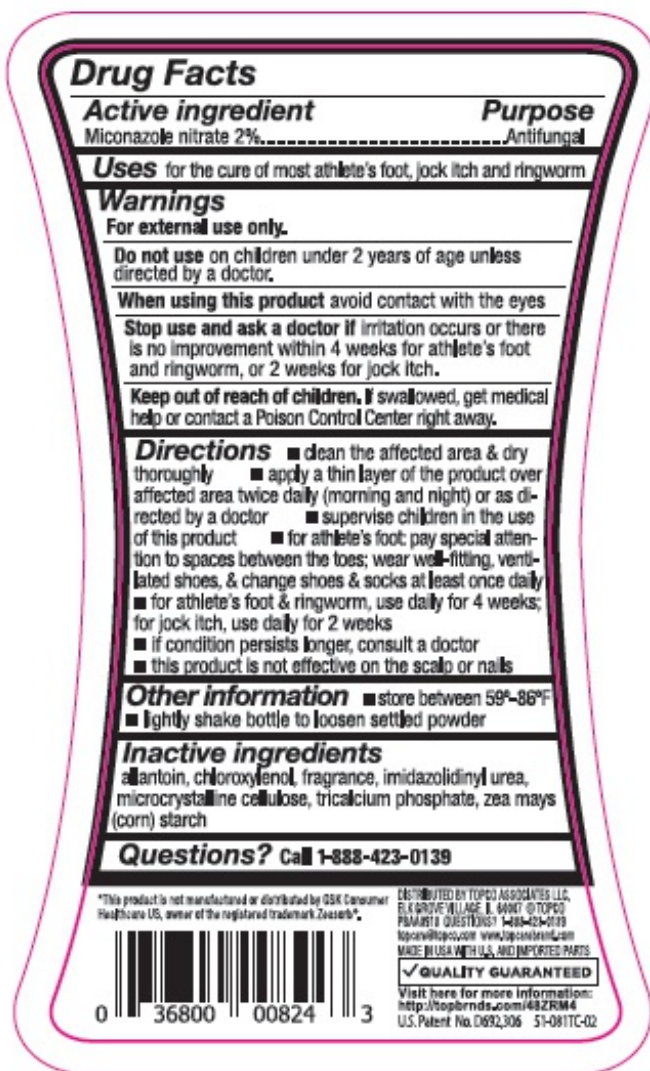 Drug Facts
Active ingredient Purpose
Miconazole nitrate 2%............................Antifungal
Uses for the cure of most athlete's foot, jock itch and ringworm
Warnings
For external use only.
Do not use on children under 2 years of age unless
directed by a doctor.
When using this product avoid contact with the eyes
Stop use and ask a doctor if irritation occurs or there
is no improvement within 4 weeks for athlete's foot
and ringworm, or 2 weeks for jock itch.
Keep out of reach of children. If swallowed, get medical
help or contact a Poison Control Center right away.
Directions ■ clean the affected area & dry
thoroughly ■ apply a thin layer of the product over
affected area twice daily (morning and night) or as di-
rected by a doctor ■ supervise children in the use
of this product ■ for athlete's foot: pay special atten-
tion to spaces between the toes; wear well-fitting, venti-
lated shoes, & change shoes & socks at least once daily
■ for athlete's foot & ringworm, use daily for 4 weeks;
for jock itch, use daily for 2 weeks
■ if condition persists longer, consult a doctor
■ this product is not effective on the scalp or nails
Other information ■ store between 59º-86ºF
■ lightly shake bottle to loosen settled powder
Inactive ingredients
allantoin, chloroxylenol, fragrance, imidazolidinyl urea,
microcrystalline cellulose, tricalcium phosphate, zea mays
(corn) starch
Questions? Call 1-888-423-0139
*This product is not manufactured or distributed by GSK Consumer
Healthcare US, owner of the registered trademark Zeasorb®.
DISTRIBUTED BY TOPCO ASSOCIATES LLC,
ELK GROVE VILLAGE, IL 60007 © TOPCO
QUESTIONS? 1-888-423-0139
topcare@topco.com www.topcarebrand.com
MADE IN USA WITH U.S. AND IMPORTED PARTS
✓QUALITY GUARANTEED
Visit here for more information:
http://topbrnds.com/48ZRM4
U.S. Patent No. D692,306 51-081TC-02
0 36800 00824 3